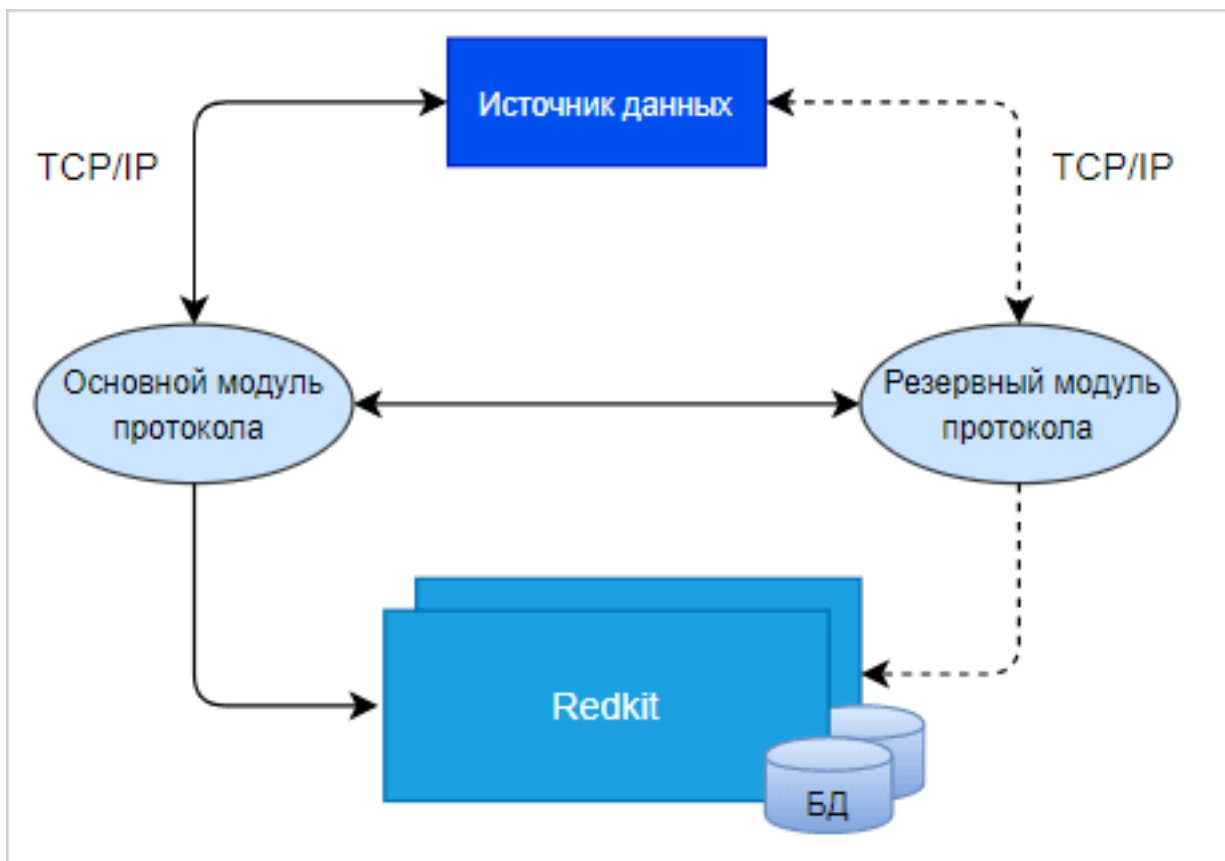 Источник данных
TCP/IP
TCP/IP
Основной модуль
протокола
Резервный модуль
протокола
Redkit
БД